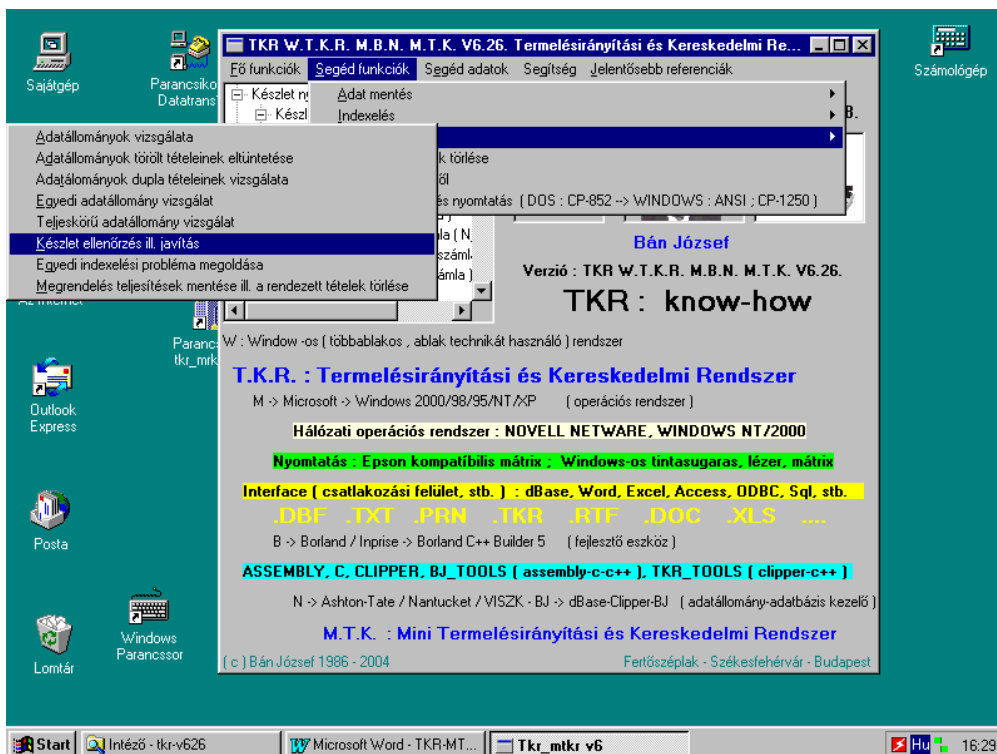 Sajátgép
Parancsiko
Datatrans
Számológép
TKR W.T.K.R. M.B.N. M.T.K. V6.26. Termelésirányítási és Kereskedelmi Re...
Fő funkciók Segéd funkciók Segéd adatok Segítség Jelentősebb referenciák
Készlet ny
Készl
Adat mentés
Indexelés
B.
k törlése
ől
és nyomtatás ( DOS : CP-852 --> WINDOWS : ANSI ; CP-1250 )
Adatállományok vizsgálata
Adatállományok törölt tételeinek eltüntetése
Adatálományok dupla tételeinek vizsgálata
Egyedi adatállomány vizsgálat
Teljeskörű adatállomány vizsgálat
Készlet ellenőrzés ill. javítás
Egyedi indexelési probléma megoldása
Megrendelés teljesítések mentése ill. a rendezett tételek törlése
la ( N
száml
ámla )
Bán József
Verzió : TKR W.T.K.R. M.B.N. M.T.K. V6.26.
TKR : know-how
Az Internet
Paranc
tkr_mrk
W : Window -os ( többablakos , ablak technikát használó ) rendszer
T.K.R. : Termelésirányítási és Kereskedelmi Rendszer
M -> Microsoft -> Windows 2000/98/95/NT/XP ( operációs rendszer )
Hálózati operációs rendszer : NOVELL NETWARE, WINDOWS NT/2000
Nyomtatás : Epson kompatíbilis mátrix ; Windows-os tintasugaras, lézer, mátrix
Interface ( csatlakozási felület, stb. ) : dBase, Word, Excel, Access, ODBC, Sql, stb.
.DBF .TXT .PRN .TKR .RTF .DOC .XLS ....
B -> Borland / Inprise -> Borland C++ Builder 5 ( fejlesztő eszköz )
ASSEMBLY, C, CLIPPER, BJ_TOOLS ( assembly-c-c++ ), TKR_TOOLS ( clipper-c++ )
N -> Ashton-Tate / Nantucket / VISZK - BJ -> dBase-Clipper-BJ ( adatállomány-adatbázis kezelő )
M.T.K. : Mini Termelésirányítási és Kereskedelmi Rendszer
( c ) Bán József 1986 - 2004 Fertőszéplak - Székesfehérvár - Budapest
Outlook
Express
Posta
Lomtár
Windows
Parancssor
Start Intéző - tkr-v626 Microsoft Word - TKR-MT... Tkr_mtkr v6 Hu 16:29